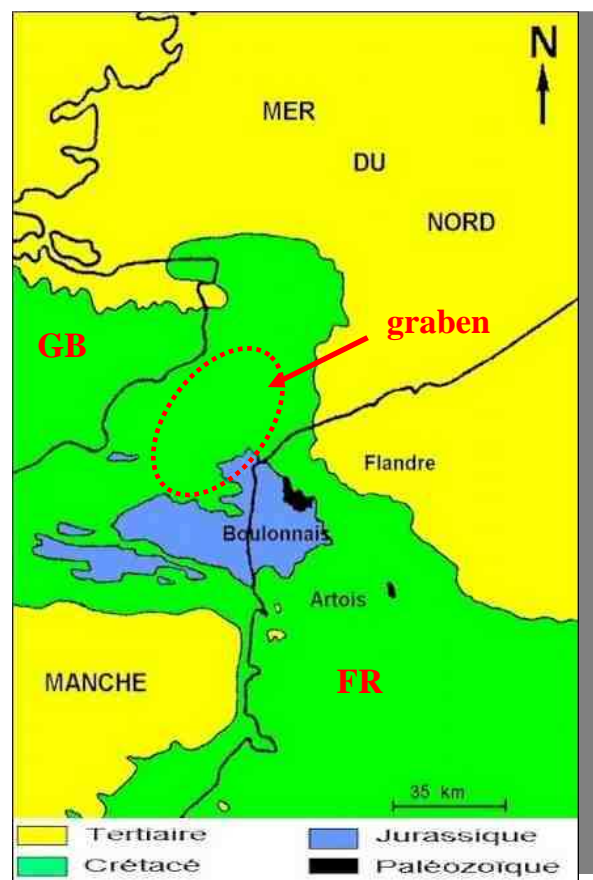 N
MER
DU
NORD
GB
graben
Flandre
Boulonnais
Artois
MANCHE
FR
35 km
Tertiaire
Jurassique
Crétacé
Paléozoïque